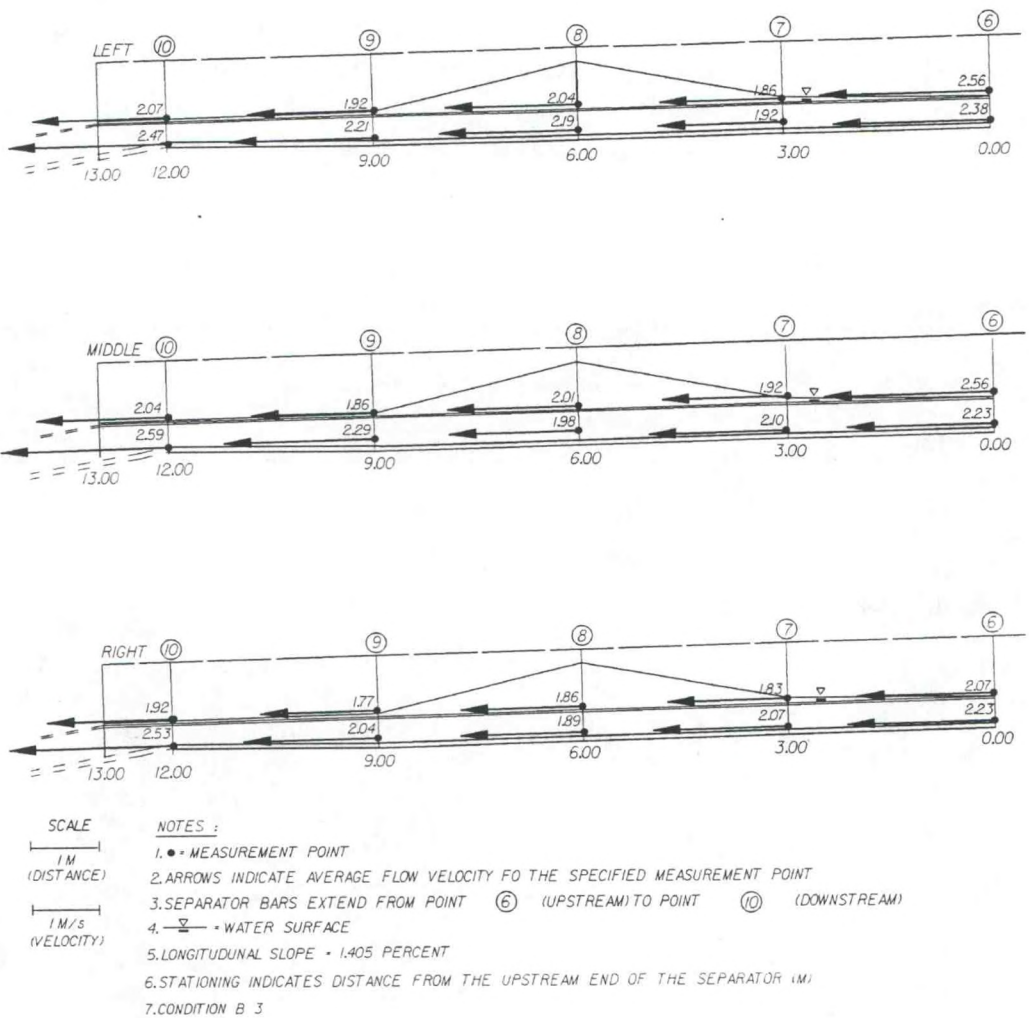 LEFT ⑩ ⑨ ⑧ ⑦ ⑥
2.07 1.92 2.04 1.86 2.56
2.47 2.21 2.19 1.92 2.38
13.00 12.00 9.00 6.00 3.00 0.00
MIDDLE ⑩ ⑨ ⑧ ⑦ ⑥
2.04 1.86 2.01 1.92 2.56
2.59 2.29 1.98 2.10 2.23
13.00 12.00 9.00 6.00 3.00 0.00
RIGHT ⑩ ⑨ ⑧ ⑦ ⑥
1.92 1.77 1.86 1.83 2.07
2.53 2.04 1.89 2.07 2.23
13.00 12.00 9.00 6.00 3.00 0.00
SCALE
1 M
(DISTANCE)
1 M/s
(VELOCITY)
NOTES :
1. ● = MEASUREMENT POINT
2. ARROWS INDICATE AVERAGE FLOW VELOCITY FO THE SPECIFIED MEASUREMENT POINT
3. SEPARATOR BARS EXTEND FROM POINT ⑥ (UPSTREAM) TO POINT ⑩ (DOWNSTREAM)
4. = WATER SURFACE
5. LONGITUDUNAL SLOPE = 1.405 PERCENT
6. STATIONING INDICATES DISTANCE FROM THE UPSTREAM END OF THE SEPARATOR (M)
7. CONDITION B 3